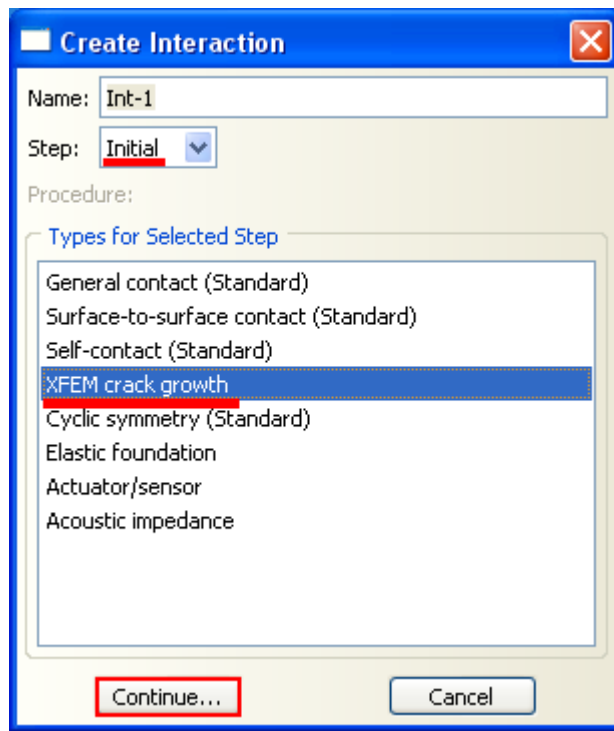 Create Interaction
Name: Int-1
Step: Initial
Procedure:
Types for Selected Step
General contact (Standard)
Surface-to-surface contact (Standard)
Self-contact (Standard)
XFEM crack growth
Cyclic symmetry (Standard)
Elastic foundation
Actuator/sensor
Acoustic impedance
Continue... Cancel